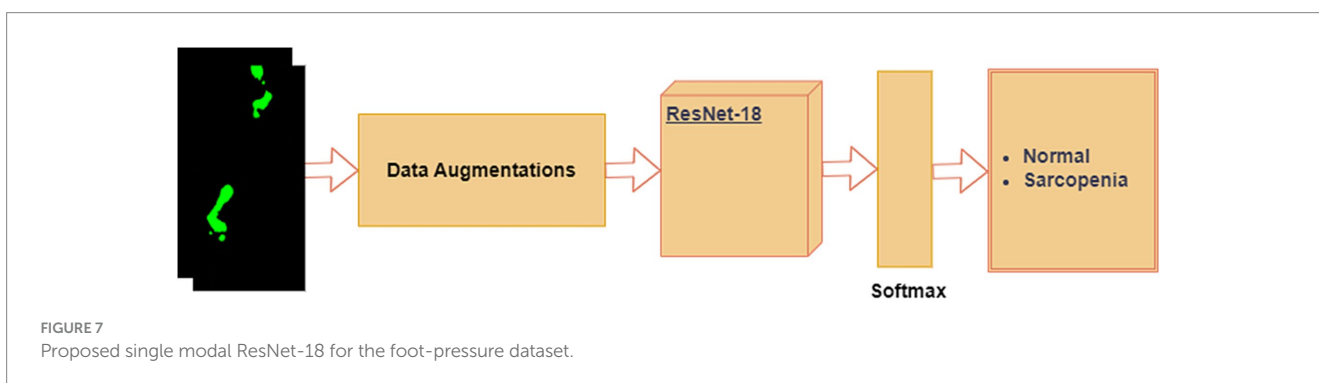 Data Augmentations
ResNet-18
Softmax
• Normal
• Sarcopenia
FIGURE 7
Proposed single modal ResNet-18 for the foot-pressure dataset.